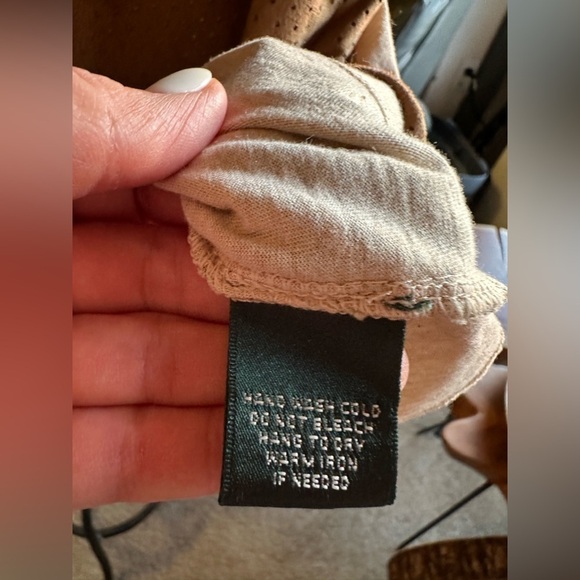 HAND WASH COLD
DO NOT BLEACH
HANG TO DRY
WARM IRON
IF NEEDED